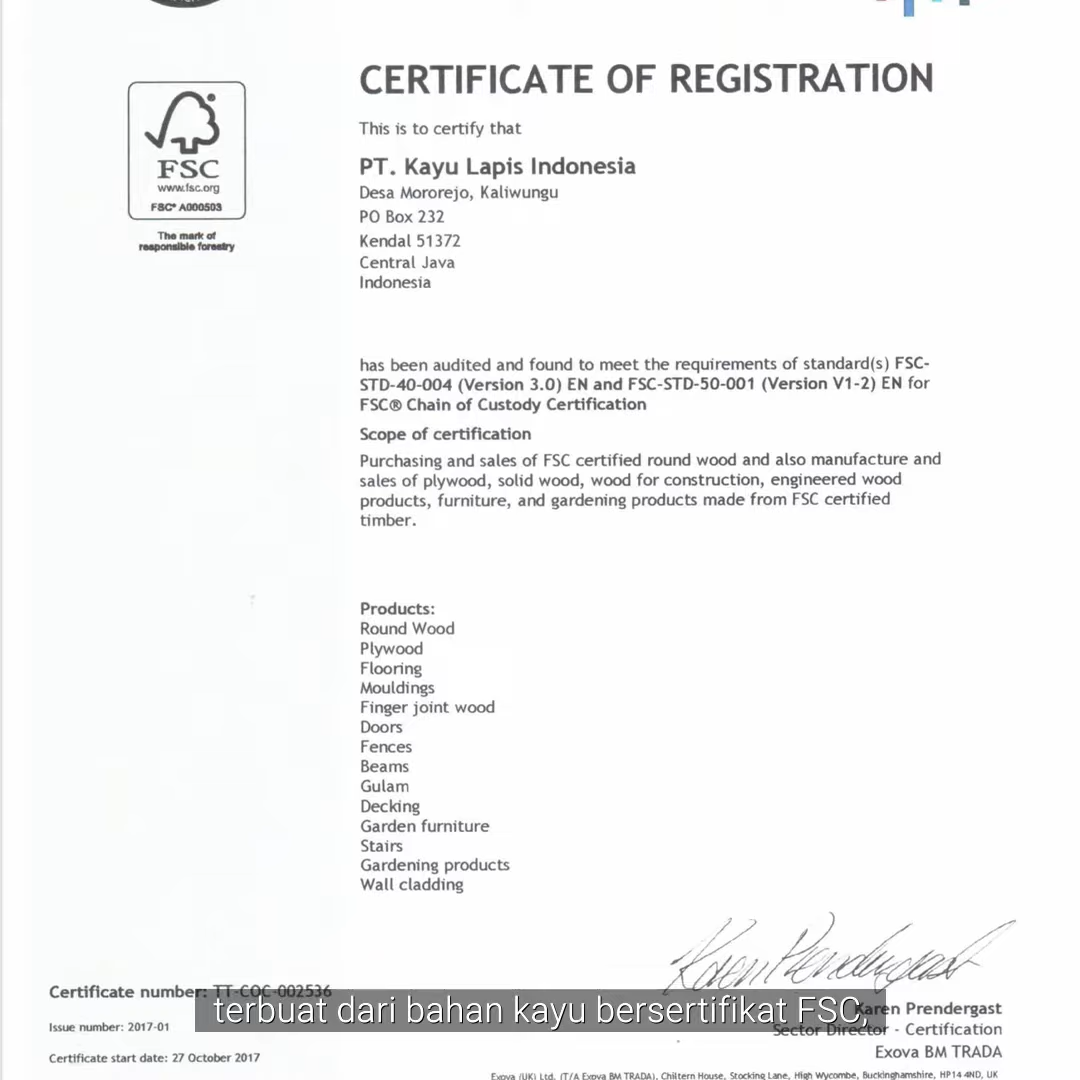 CERTIFICATE OF REGISTRATION
This is to certify that
PT. Kayu Lapis Indonesia
Desa Mororejo, Kaliwungu
PO Box 232
Kendal 51372
Central Java
Indonesia
FSC
www.fsc.org
FSC® A000503
The mark of
responsible forestry
has been audited and found to meet the requirements of standard(s) FSC-
STD-40-004 (Version 3.0) EN and FSC-STD-50-001 (Version V1-2) EN for
FSC® Chain of Custody Certification
Scope of certification
Purchasing and sales of FSC certified round wood and also manufacture and
sales of plywood, solid wood, wood for construction, engineered wood
products, furniture, and gardening products made from FSC certified
timber.
Products:
Round Wood
Plywood
Flooring
Mouldings
Finger joint wood
Doors
Fences
Beams
Gulam
Decking
Garden furniture
Stairs
Gardening products
Wall cladding
Karen Prendergast
Certificate number: TT-COC-002536
Issue number: 2017-01
Certificate start date: 27 October 2017
terbuat dari bahan kayu bersertifikat FSC,
Karen Prendergast
Sector Director - Certification
Exova BM TRADA
Exova (UK) Ltd. (T/A Exova BM TRADA), Chiltern House, Stocking Lane, High Wycombe, Buckinghamshire, HP14 4ND, UK